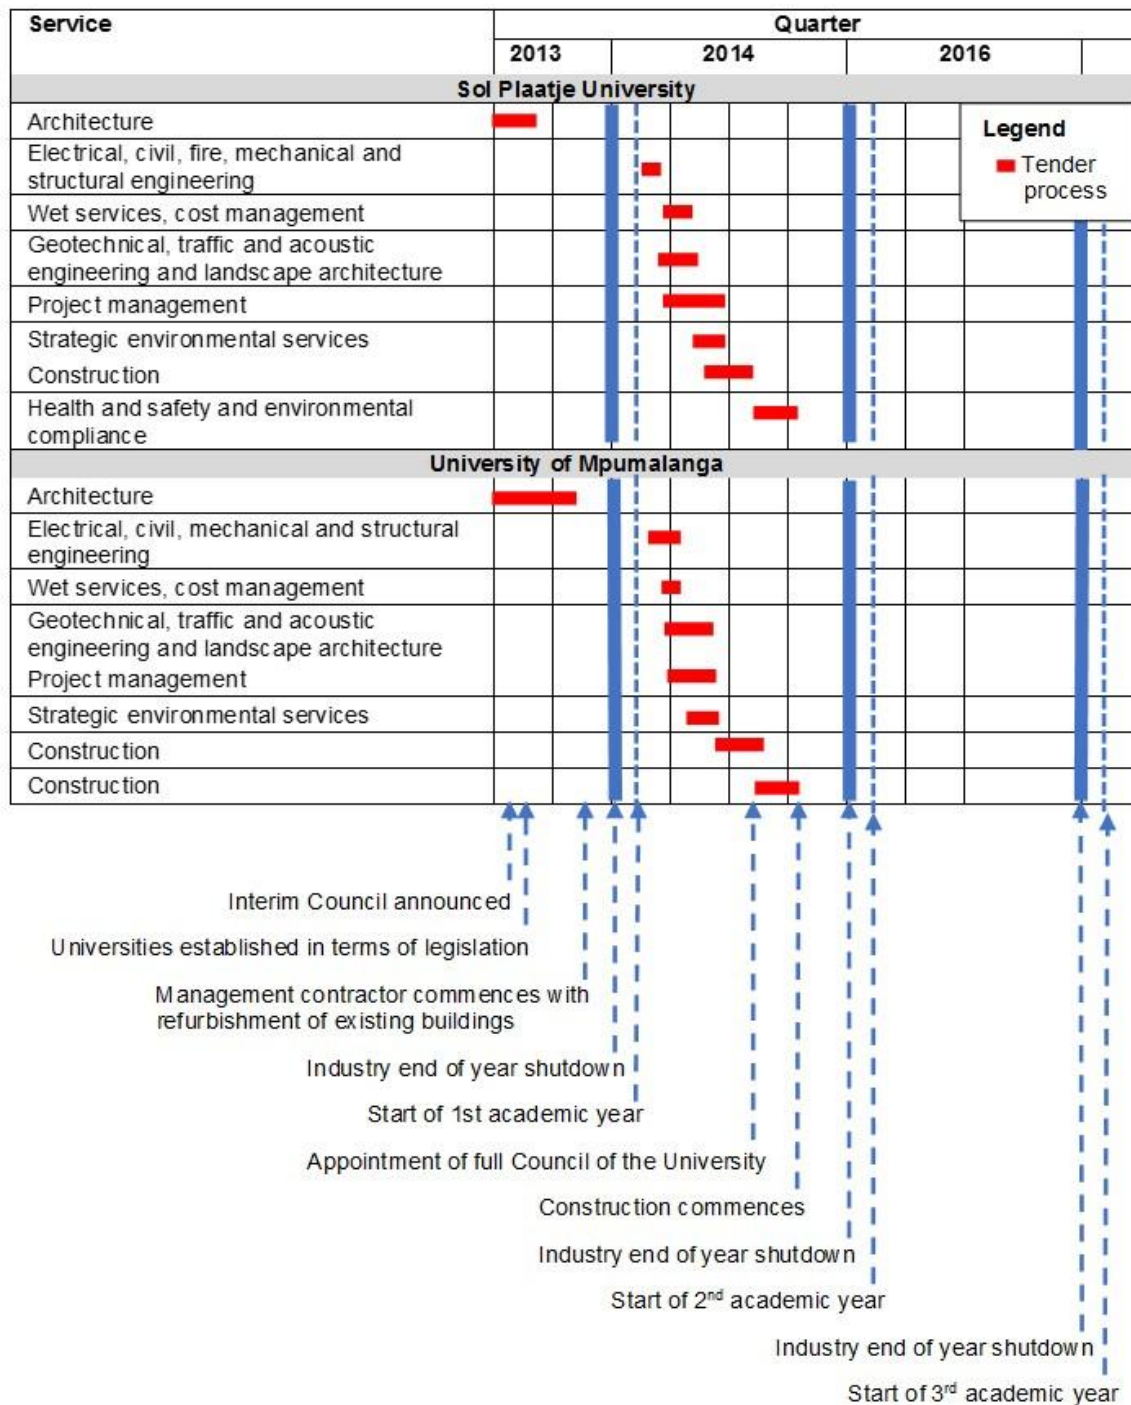 Service
Quarter
2013 2014 2016
Sol Plaatje University
Architecture
Legend
Tender
process
Electrical, civil, fire, mechanical and
structural engineering
Wet services, cost management
Geotechnical, traffic and acoustic
engineering and landscape architecture
Project management
Strategic environmental services
Construction
Health and safety and environmental
compliance
University of Mpumalanga
Architecture
Electrical, civil, mechanical and structural
engineering
Wet services, cost management
Geotechnical, traffic and acoustic
engineering and landscape architecture
Project management
Strategic environmental services
Construction
Construction
Interim Council announced
Universities established in terms of legislation
Management contractor commences with
refurbishment of existing buildings
Industry end of year shutdown
Start of 1st academic year
Appointment of full Council of the University
Construction commences
Industry end of year shutdown
Start of 2nd academic year
Industry end of year shutdown
Start of 3rd academic year